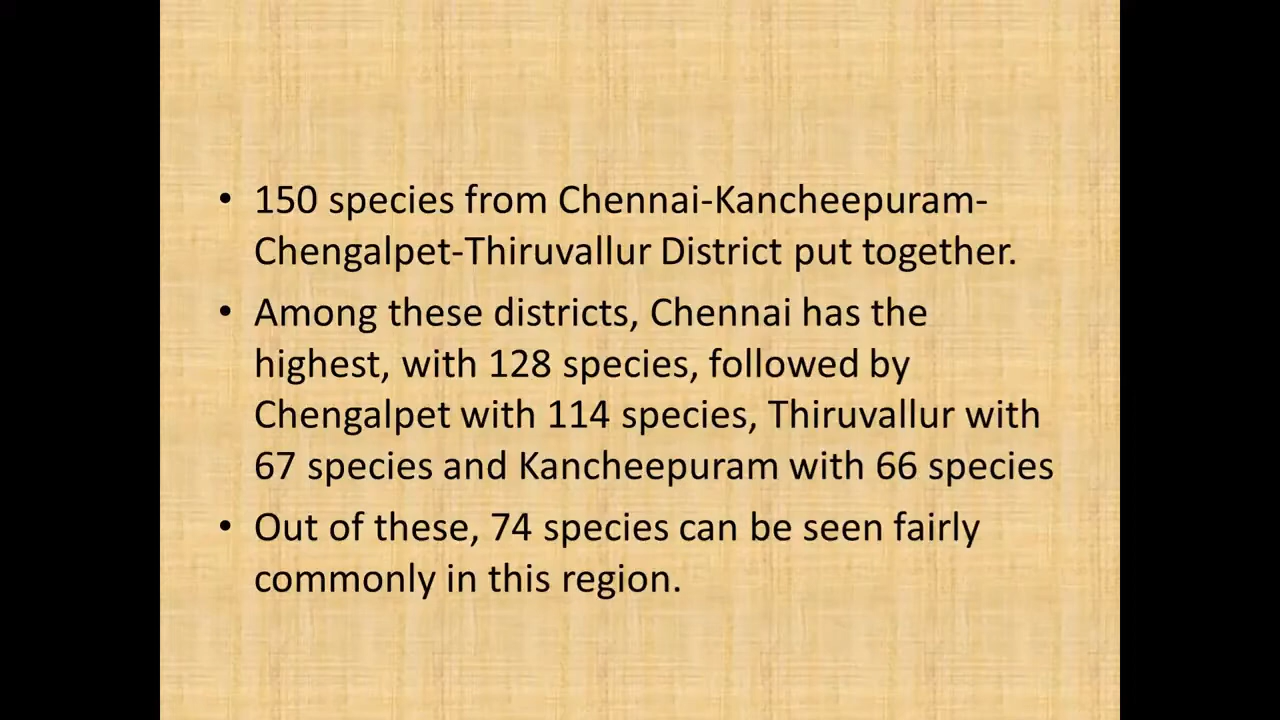 • 150 species from Chennai-Kancheepuram-
Chengalpet-Thiruvallur District put together.
• Among these districts, Chennai has the
highest, with 128 species, followed by
Chengalpet with 114 species, Thiruvallur with
67 species and Kancheepuram with 66 species
• Out of these, 74 species can be seen fairly
commonly in this region.